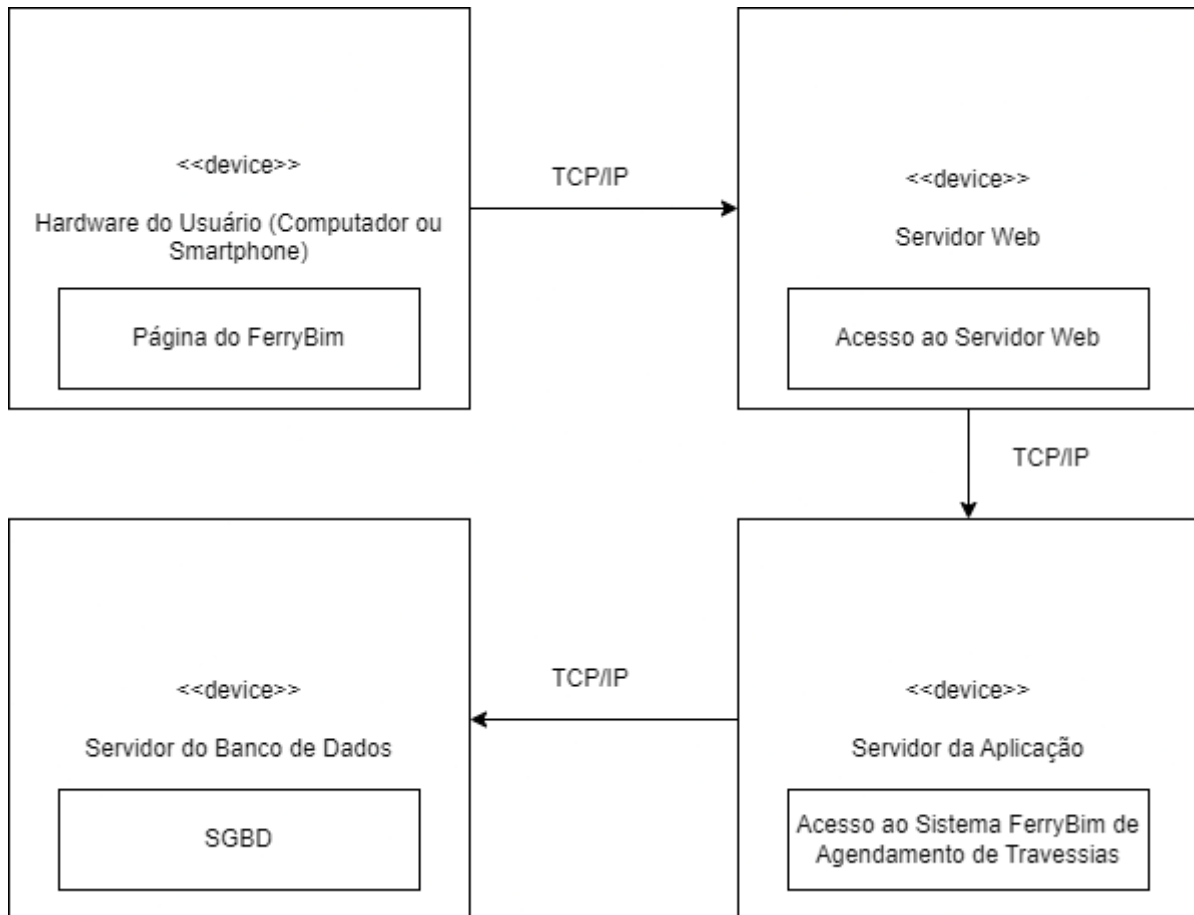 <<device>>
Hardware do Usuário (Computador ou
Smartphone)
Página do FerryBim
TCP/IP
<<device>>
Servidor Web
Acesso ao Servidor Web
TCP/IP
<<device>>
Servidor do Banco de Dados
SGBD
TCP/IP
<<device>>
Servidor da Aplicação
Acesso ao Sistema FerryBim de
Agendamento de Travessias